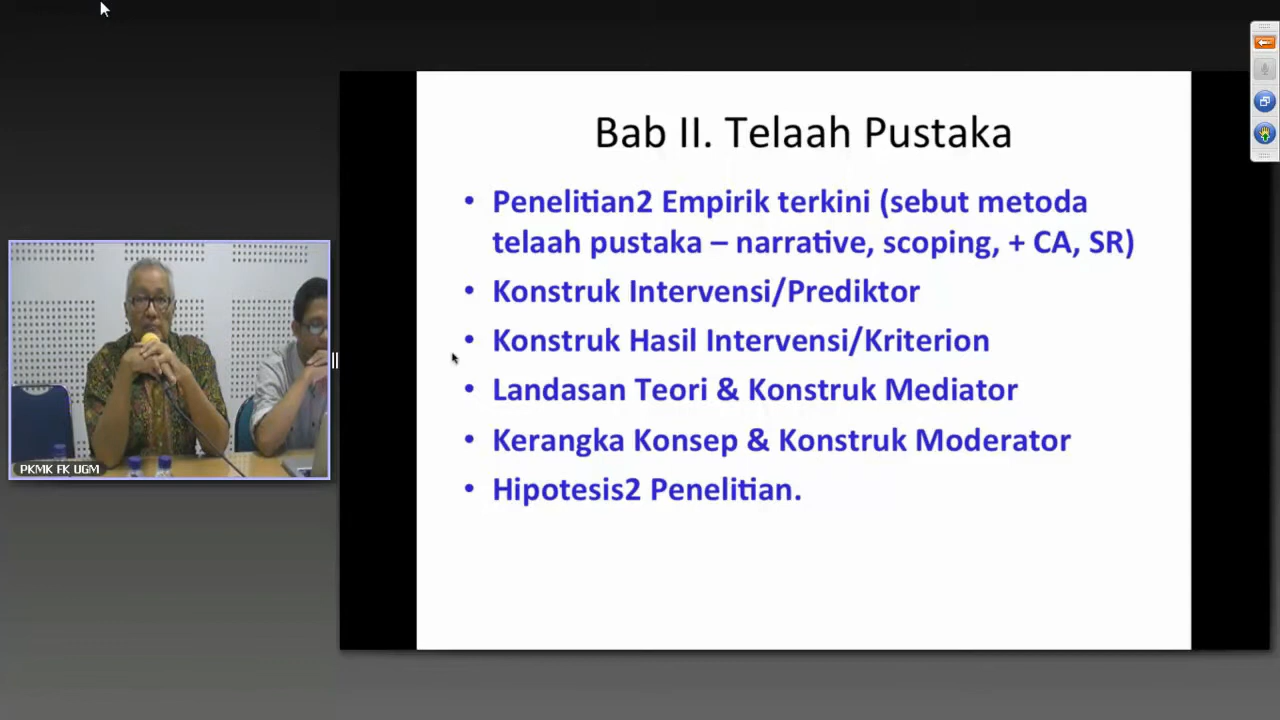 Bab II. Telaah Pustaka
• Penelitian2 Empirik terkini (sebut metoda
telaah pustaka – narrative, scoping, + CA, SR)
• Konstruk Intervensi/Prediktor
• Konstruk Hasil Intervensi/Kriterion
• Landasan Teori & Konstruk Mediator
• Kerangka Konsep & Konstruk Moderator
• Hipotesis2 Penelitian.
PKMK FK UGM